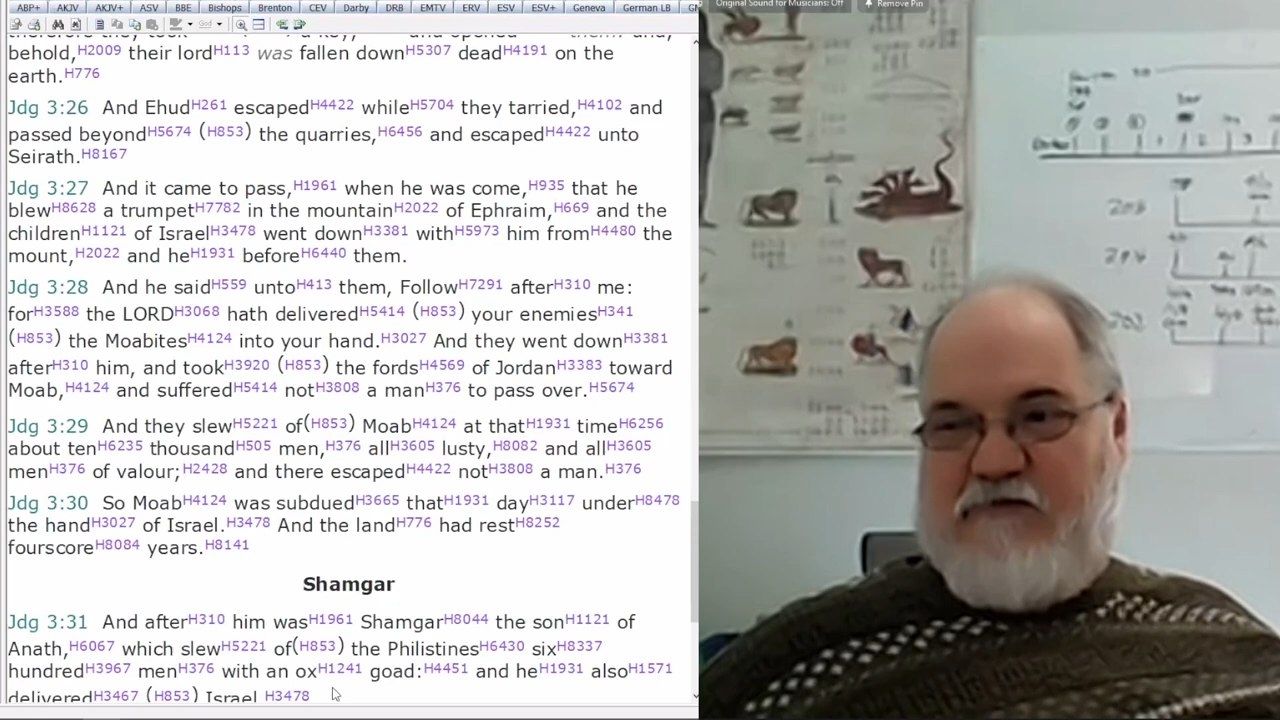 ABP+ AKJV AKJV+ ASV BBE Bishops Brenton CEV Darby DRB EMTV ERV ESV ESV+ Geneva German LB
Original Sound for Musicians: Off Remove Pin
behold,H2009 their lordH113 was fallen downH5307 deadH4191 on the
earth.H776
Jdg 3:26 And EhudH261 escapedH4422 whileH5704 they tarried,H4102 and
passed beyondH5674 (H853) the quarries,H6456 and escapedH4422 unto
Seirath.H8167
Jdg 3:27 And it came to pass,H1961 when he was come,H935 that he
blewH8628 a trumpetH7782 in the mountainH2022 of Ephraim,H669 and the
childrenH1121 of IsraelH3478 went downH3381 withH5973 him fromH4480 the
mount,H2022 and heH1931 beforeH6440 them.
Jdg 3:28 And he saidH559 untoH413 them, FollowH7291 afterH310 me:
forH3588 the LORDH3068 hath deliveredH5414 (H853) your enemiesH341
(H853) the MoabitesH4124 into your hand.H3027 And they went downH3381
afterH310 him, and tookH3920 (H853) the fordsH4569 of JordanH3383 toward
Moab,H4124 and sufferedH5414 notH3808 a manH376 to pass over.H5674
Jdg 3:29 And they slewH5221 of(H853) MoabH4124 at thatH1931 timeH6256
about tenH6235 thousandH505 men,H376 allH3605 lusty,H8082 and allH3605
menH376 of valour;H2428 and there escapedH4422 notH3808 a man.H376
Jdg 3:30 So MoabH4124 was subduedH3665 thatH1931 dayH3117 underH8478
the handH3027 of Israel.H3478 And the landH776 had restH8252
fourscoreH8084 years.H8141
Shamgar
Jdg 3:31 And afterH310 him wasH1961 ShamgarH8044 the sonH1121 of
Anath,H6067 which slewH5221 of(H853) the PhilistinesH6430 sixH8337
hundredH3967 menH376 with an oxH1241 goad:H4451 and heH1931 alsoH1571
deliveredH3467 (H853) Israel.H3478